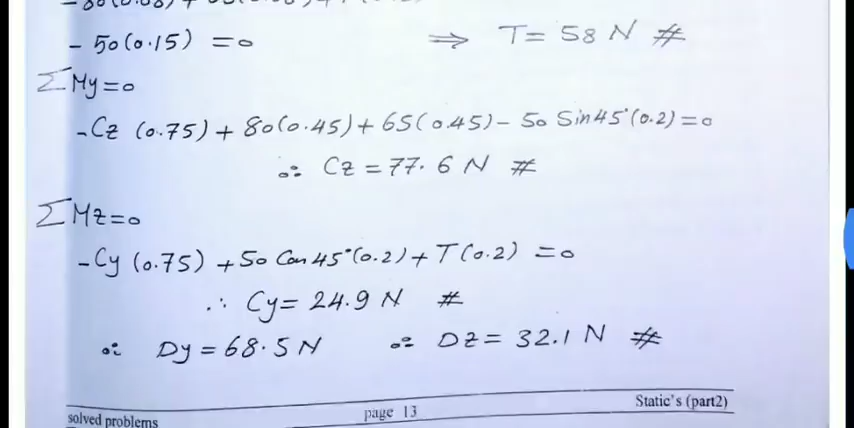 - 50(0.15) = 0 ⇒ T = 58 N #
ΣMy=0
-Cz (0.75) + 80(0.45) + 65(0.45) - 50 Sin45°(0.2) = 0
∴ Cz = 77.6 N #
ΣMz=0
-Cy (0.75) + 50 Cos45°(0.2) + T(0.2) = 0
∴ Cy = 24.9 N #
∴ Dy = 68.5 N ∴ Dz = 32.1 N #
solved problems page 13 Static's (part2)